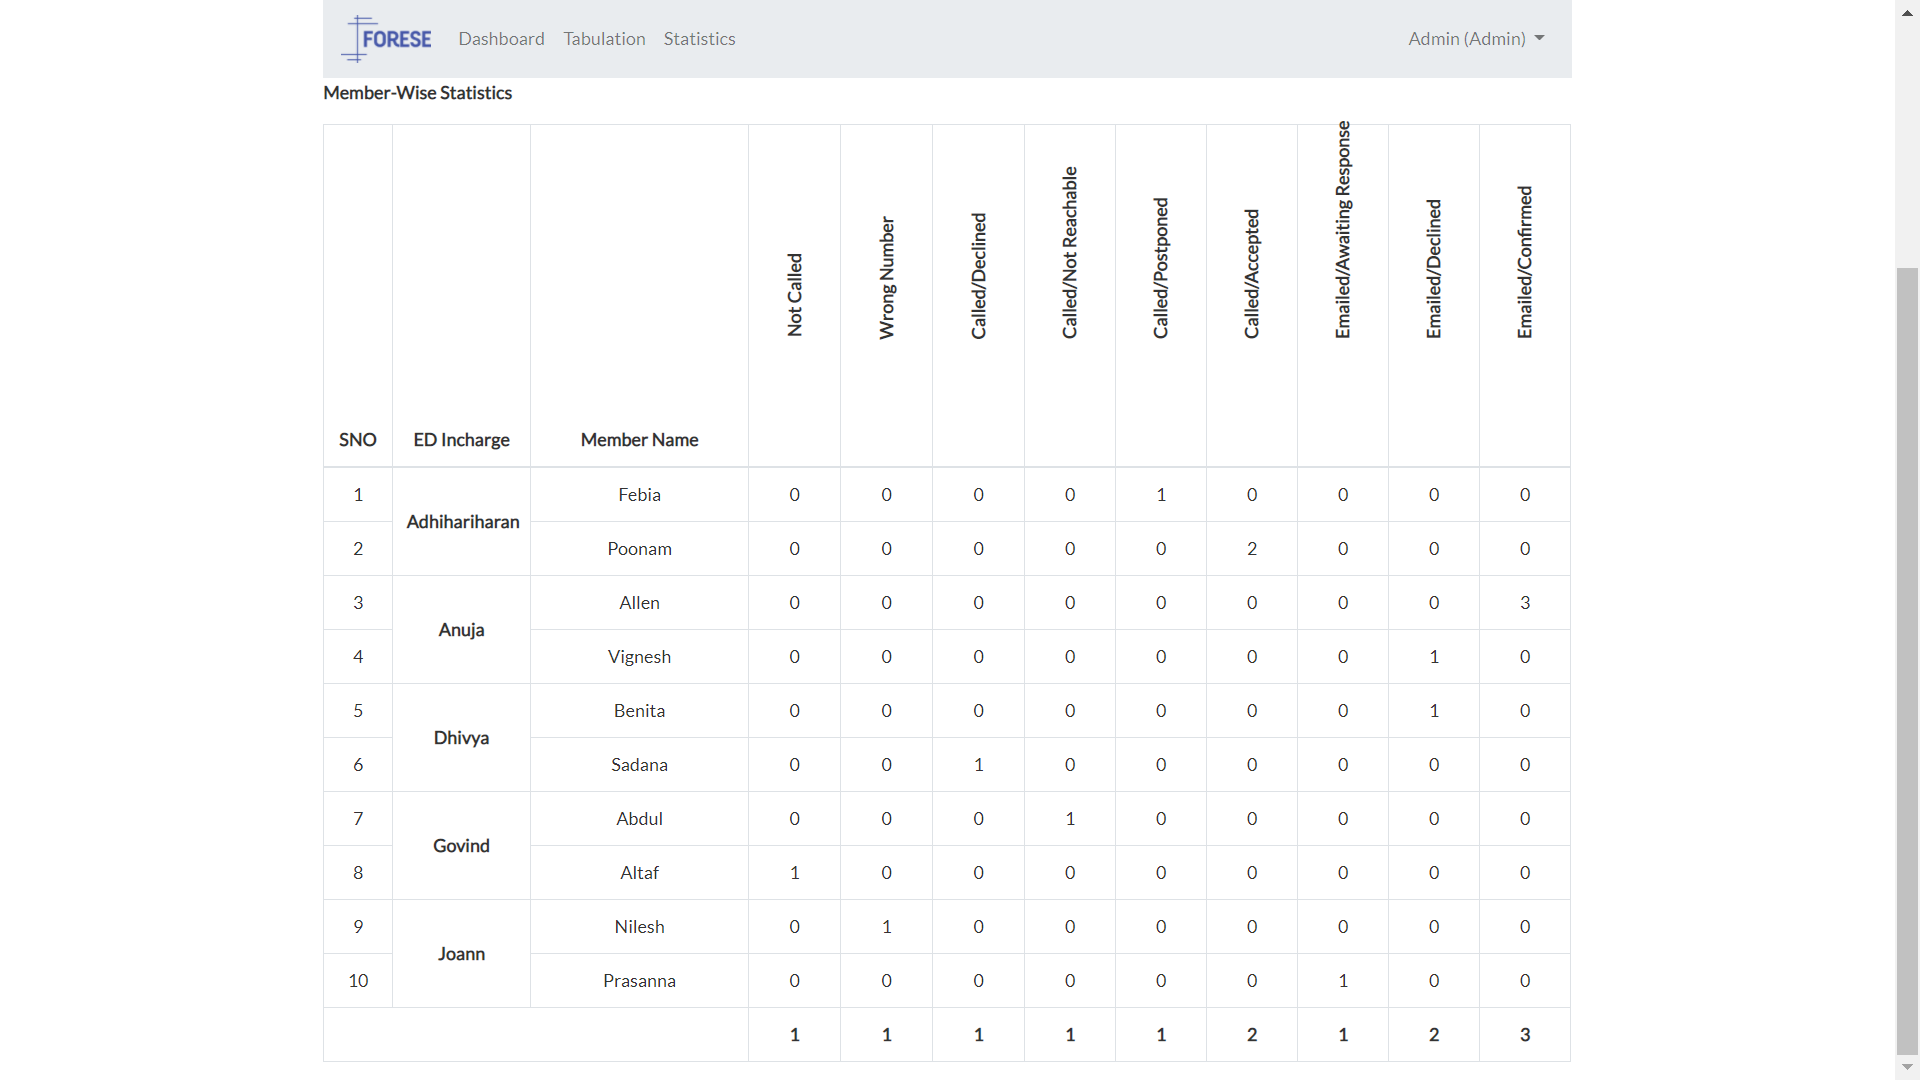 FORESE Dashboard Tabulation Statistics Admin (Admin)
Member-Wise Statistics
SNO ED Incharge Member Name Not Called Wrong Number Called/Declined Called/Not Reachable Called/Postponed Called/Accepted Emailed/Awaiting Response Emailed/Declined Emailed/Confirmed
1 Adhihariharan Febia 0 0 0 0 1 0 0 0 0
2 Poonam 0 0 0 0 0 2 0 0 0
3 Anuja Allen 0 0 0 0 0 0 0 0 3
4 Vignesh 0 0 0 0 0 0 0 1 0
5 Dhivya Benita 0 0 0 0 0 0 0 1 0
6 Sadana 0 0 1 0 0 0 0 0 0
7 Govind Abdul 0 0 0 1 0 0 0 0 0
8 Altaf 1 0 0 0 0 0 0 0 0
9 Joann Nilesh 0 1 0 0 0 0 0 0 0
10 Prasanna 0 0 0 0 0 0 1 0 0
1 1 1 1 1 2 1 2 3